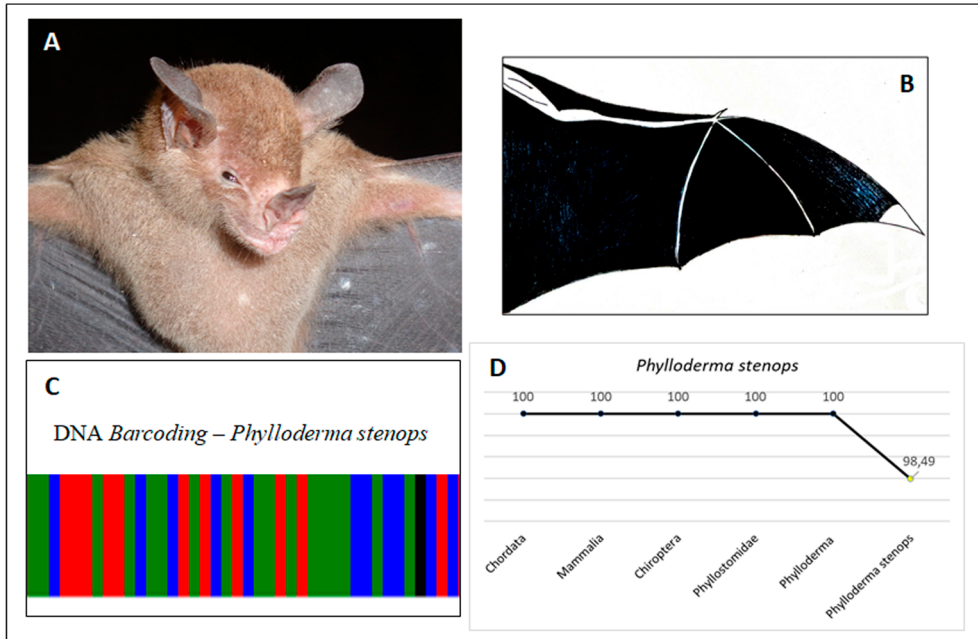 A
B
C
DNA Barcoding – Phylloderma stenops
D
Phylloderma stenops
100 100 100 100 100
98,49
Chordata
Mammalia
Chiroptera
Phyllostomidae
Phylloderma
Phylloderma stenops